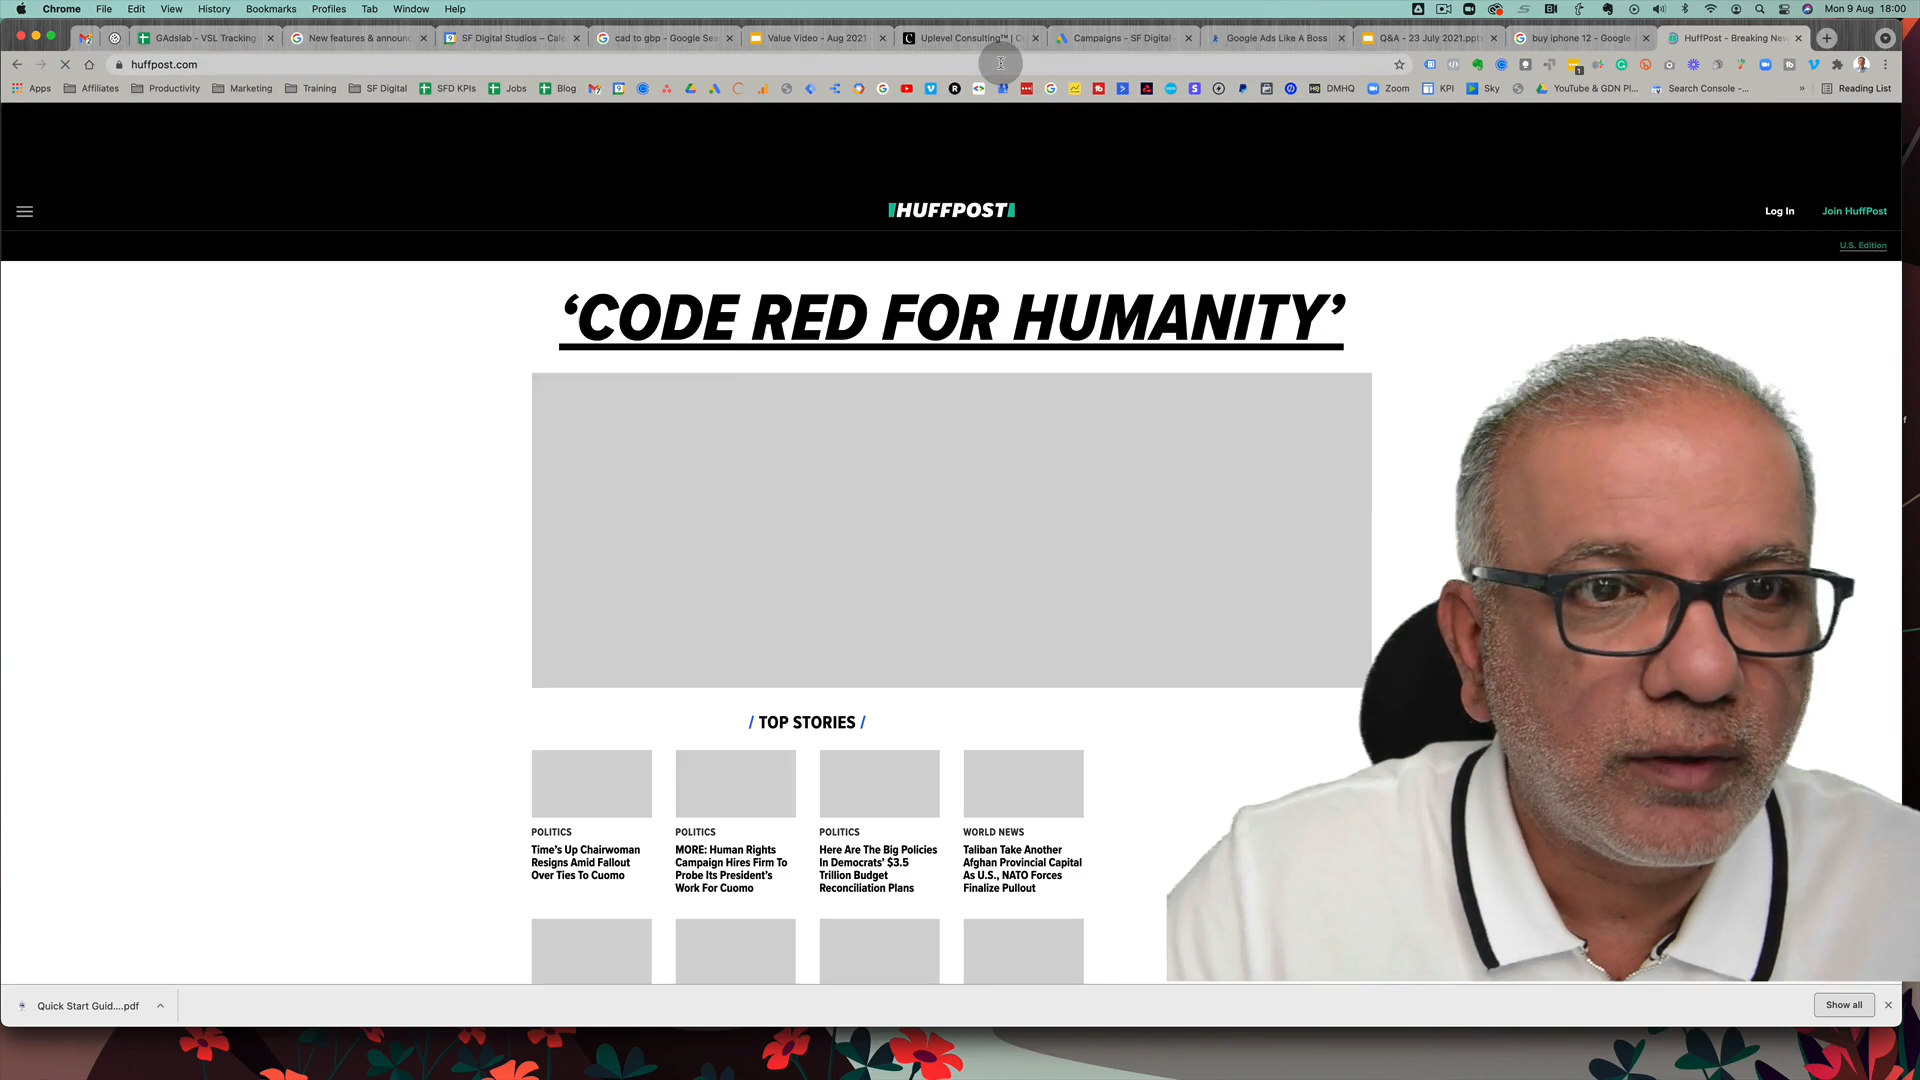 Chrome File Edit View History Bookmarks Profiles Tab Window Help Mon 9 Aug 18:00
GAdslab - VSL Tracking New features & announc SF Digital Studios – Cale cad to gbp - Google Sea Value Video - Aug 2021 Uplevel Consulting™ | C Campaigns - SF Digital Google Ads Like A Boss Q&A - 23 July 2021.pptx buy iphone 12 - Google HuffPost - Breaking New
huffpost.com
Apps Affiliates Productivity Marketing Training SF Digital SFD KPIs Jobs Blog DMHQ Zoom KPI Sky YouTube & GDN Pl... Search Console -... » Reading List
HUFFPOST
Log In Join HuffPost
U.S. Edition
‘CODE RED FOR HUMANITY’
/ TOP STORIES /
POLITICS
Time’s Up Chairwoman
Resigns Amid Fallout
Over Ties To Cuomo
POLITICS
MORE: Human Rights
Campaign Hires Firm To
Probe Its President’s
Work For Cuomo
POLITICS
Here Are The Big Policies
In Democrats’ $3.5
Trillion Budget
Reconciliation Plans
WORLD NEWS
Taliban Take Another
Afghan Provincial Capital
As U.S., NATO Forces
Finalize Pullout
Quick Start Guid....pdf
Show all